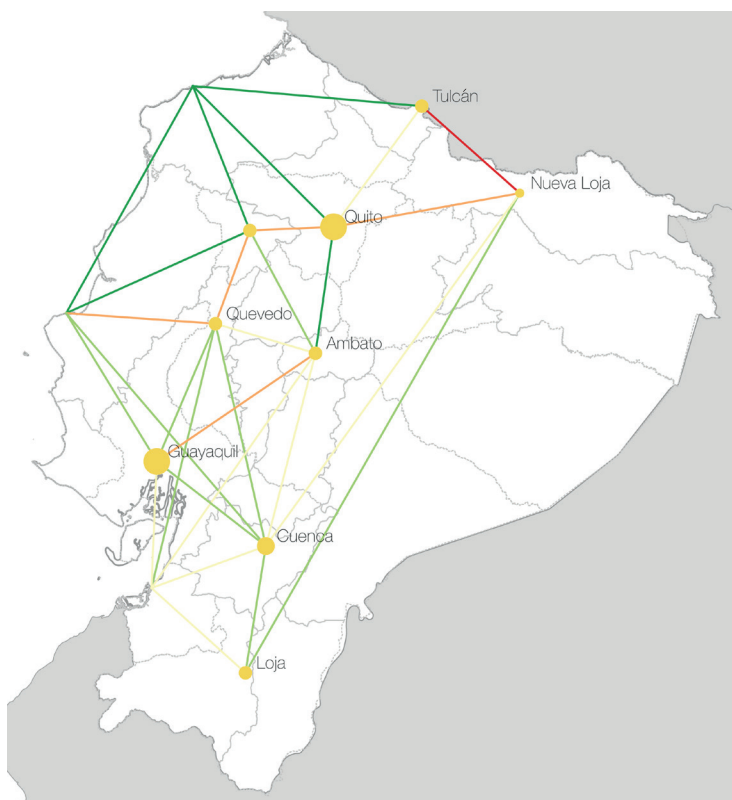 Tulcán
Nueva Loja
Quito
Quevedo
Ambato
Guayaquil
Cuenca
Loja